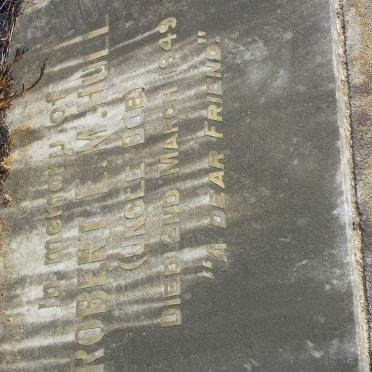 In memory of
ROBERT E. M. HULL
(UNCLE BOB)
DIED 2ND MARCH 1949
"A DEAR FRIEND."